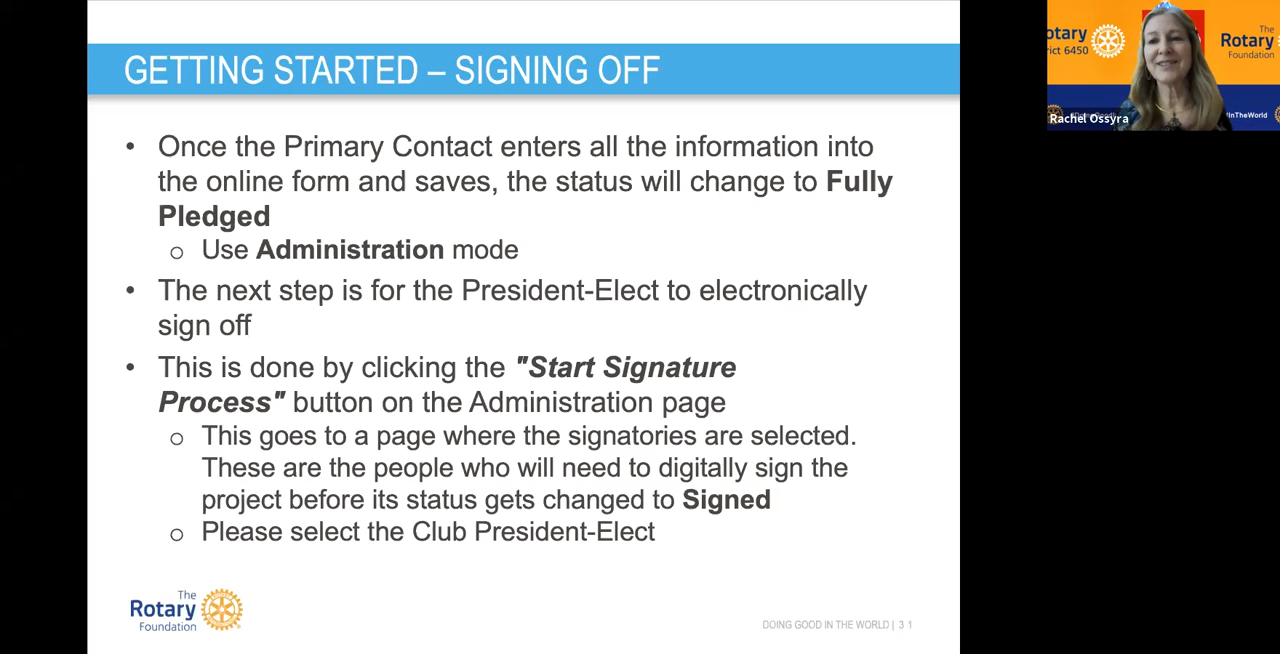 GETTING STARTED – SIGNING OFF
• Once the Primary Contact enters all the information into
the online form and saves, the status will change to Fully
Pledged
o Use Administration mode
• The next step is for the President-Elect to electronically
sign off
• This is done by clicking the "Start Signature
Process" button on the Administration page
o This goes to a page where the signatories are selected.
These are the people who will need to digitally sign the
project before its status gets changed to Signed
o Please select the Club President-Elect
The
Rotary
Foundation
DOING GOOD IN THE WORLD | 31
otary
rict 6450
The
Rotary
Foundation
InTheWorld
Rachel Ossyra